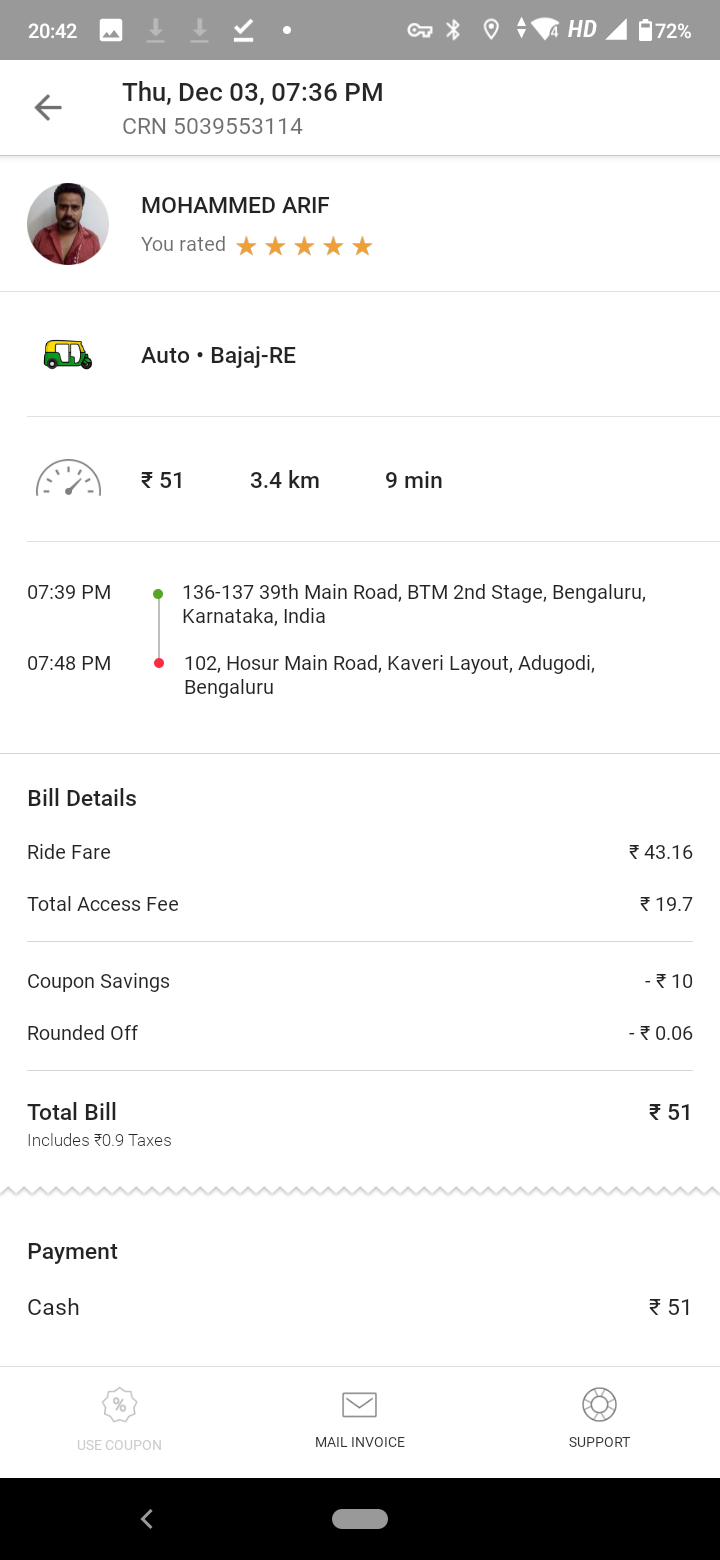 20:42 4 HD 72%
Thu, Dec 03, 07:36 PM
CRN 5039553114
MOHAMMED ARIF
You rated
Auto • Bajaj-RE
₹ 51 3.4 km 9 min
07:39 PM 136-137 39th Main Road, BTM 2nd Stage, Bengaluru,
Karnataka, India
07:48 PM 102, Hosur Main Road, Kaveri Layout, Adugodi,
Bengaluru
Bill Details
Ride Fare ₹ 43.16
Total Access Fee ₹ 19.7
Coupon Savings - ₹ 10
Rounded Off - ₹ 0.06
Total Bill ₹ 51
Includes ₹0.9 Taxes
Payment
Cash ₹ 51
% 
USE COUPON MAIL INVOICE SUPPORT